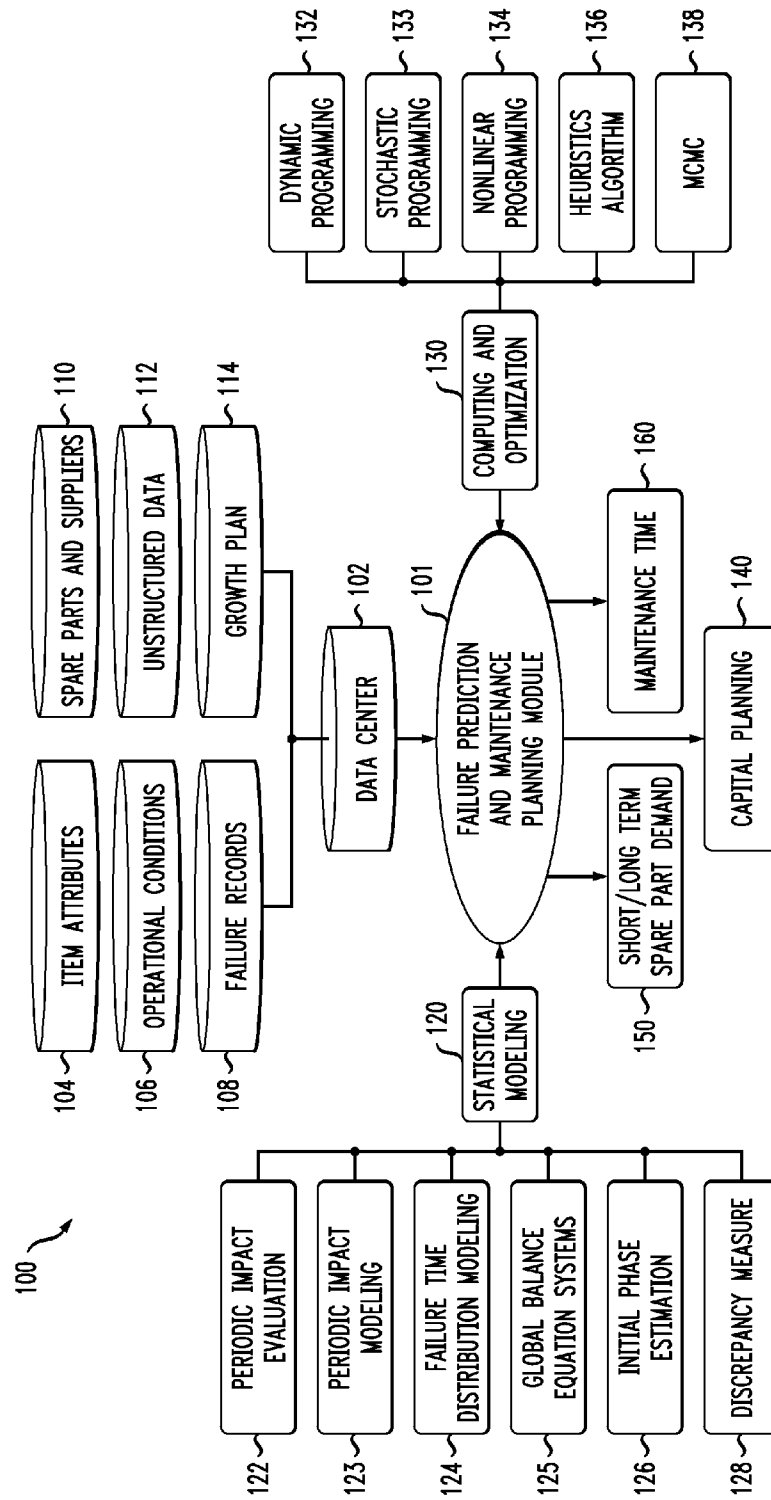 100
104
ITEM ATTRIBUTES
106
OPERATIONAL CONDITIONS
108
FAILURE RECORDS
SPARE PARTS AND SUPPLIERS
110
UNSTRUCTURED DATA
112
GROWTH PLAN
114
102
DATA CENTER
101
FAILURE PREDICTION
AND MAINTENANCE
PLANNING MODULE
120
STATISTICAL
MODELING
122
PERIODIC IMPACT
EVALUATION
123
PERIODIC IMPACT
MODELING
124
FAILURE TIME
DISTRIBUTION MODELING
125
GLOBAL BALANCE
EQUATION SYSTEMS
126
INITIAL PHASE
ESTIMATION
128
DISCREPANCY MEASURE
130
COMPUTING AND
OPTIMIZATION
DYNAMIC
PROGRAMMING
132
STOCHASTIC
PROGRAMMING
133
NONLINEAR
PROGRAMMING
134
HEURISTICS
ALGORITHM
136
MCMC
138
SHORT/LONG TERM
SPARE PART DEMAND
150
MAINTENANCE TIME
160
CAPITAL PLANNING
140